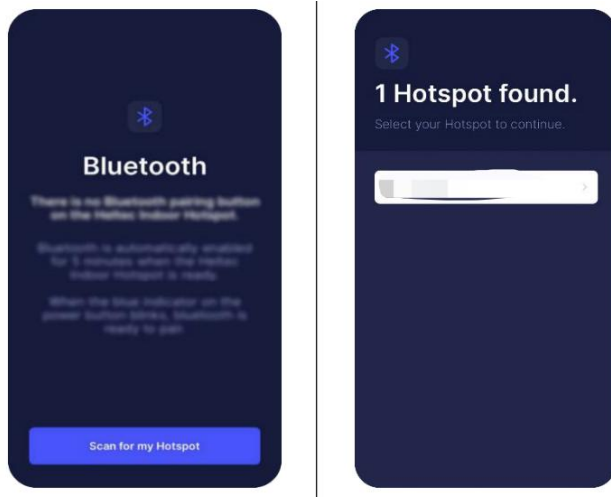 Bluetooth
There is no Bluetooth pairing button
on the Heltec Indoor Hotspot.
Bluetooth is automatically enabled
for 5 minutes when the Heltec
Indoor Hotspot is ready.
When the blue indicator on the
power button blinks, bluetooth is
ready to pair
Scan for my Hotspot
1 Hotspot found.
Select your Hotspot to continue.